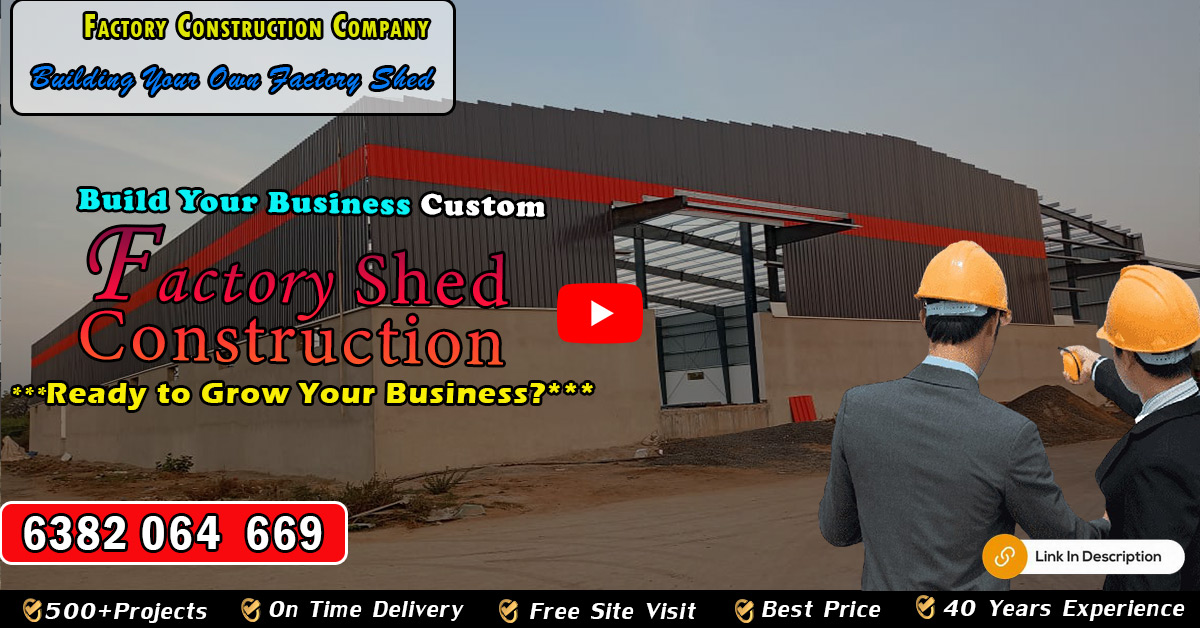 Factory Construction Company
Building Your Own Factory Shed
Build Your Business Custom
Factory Shed
Construction
***Ready to Grow Your Business?***
6382 064 669
Link In Description
500+Projects On Time Delivery Free Site Visit Best Price 40 Years Experience